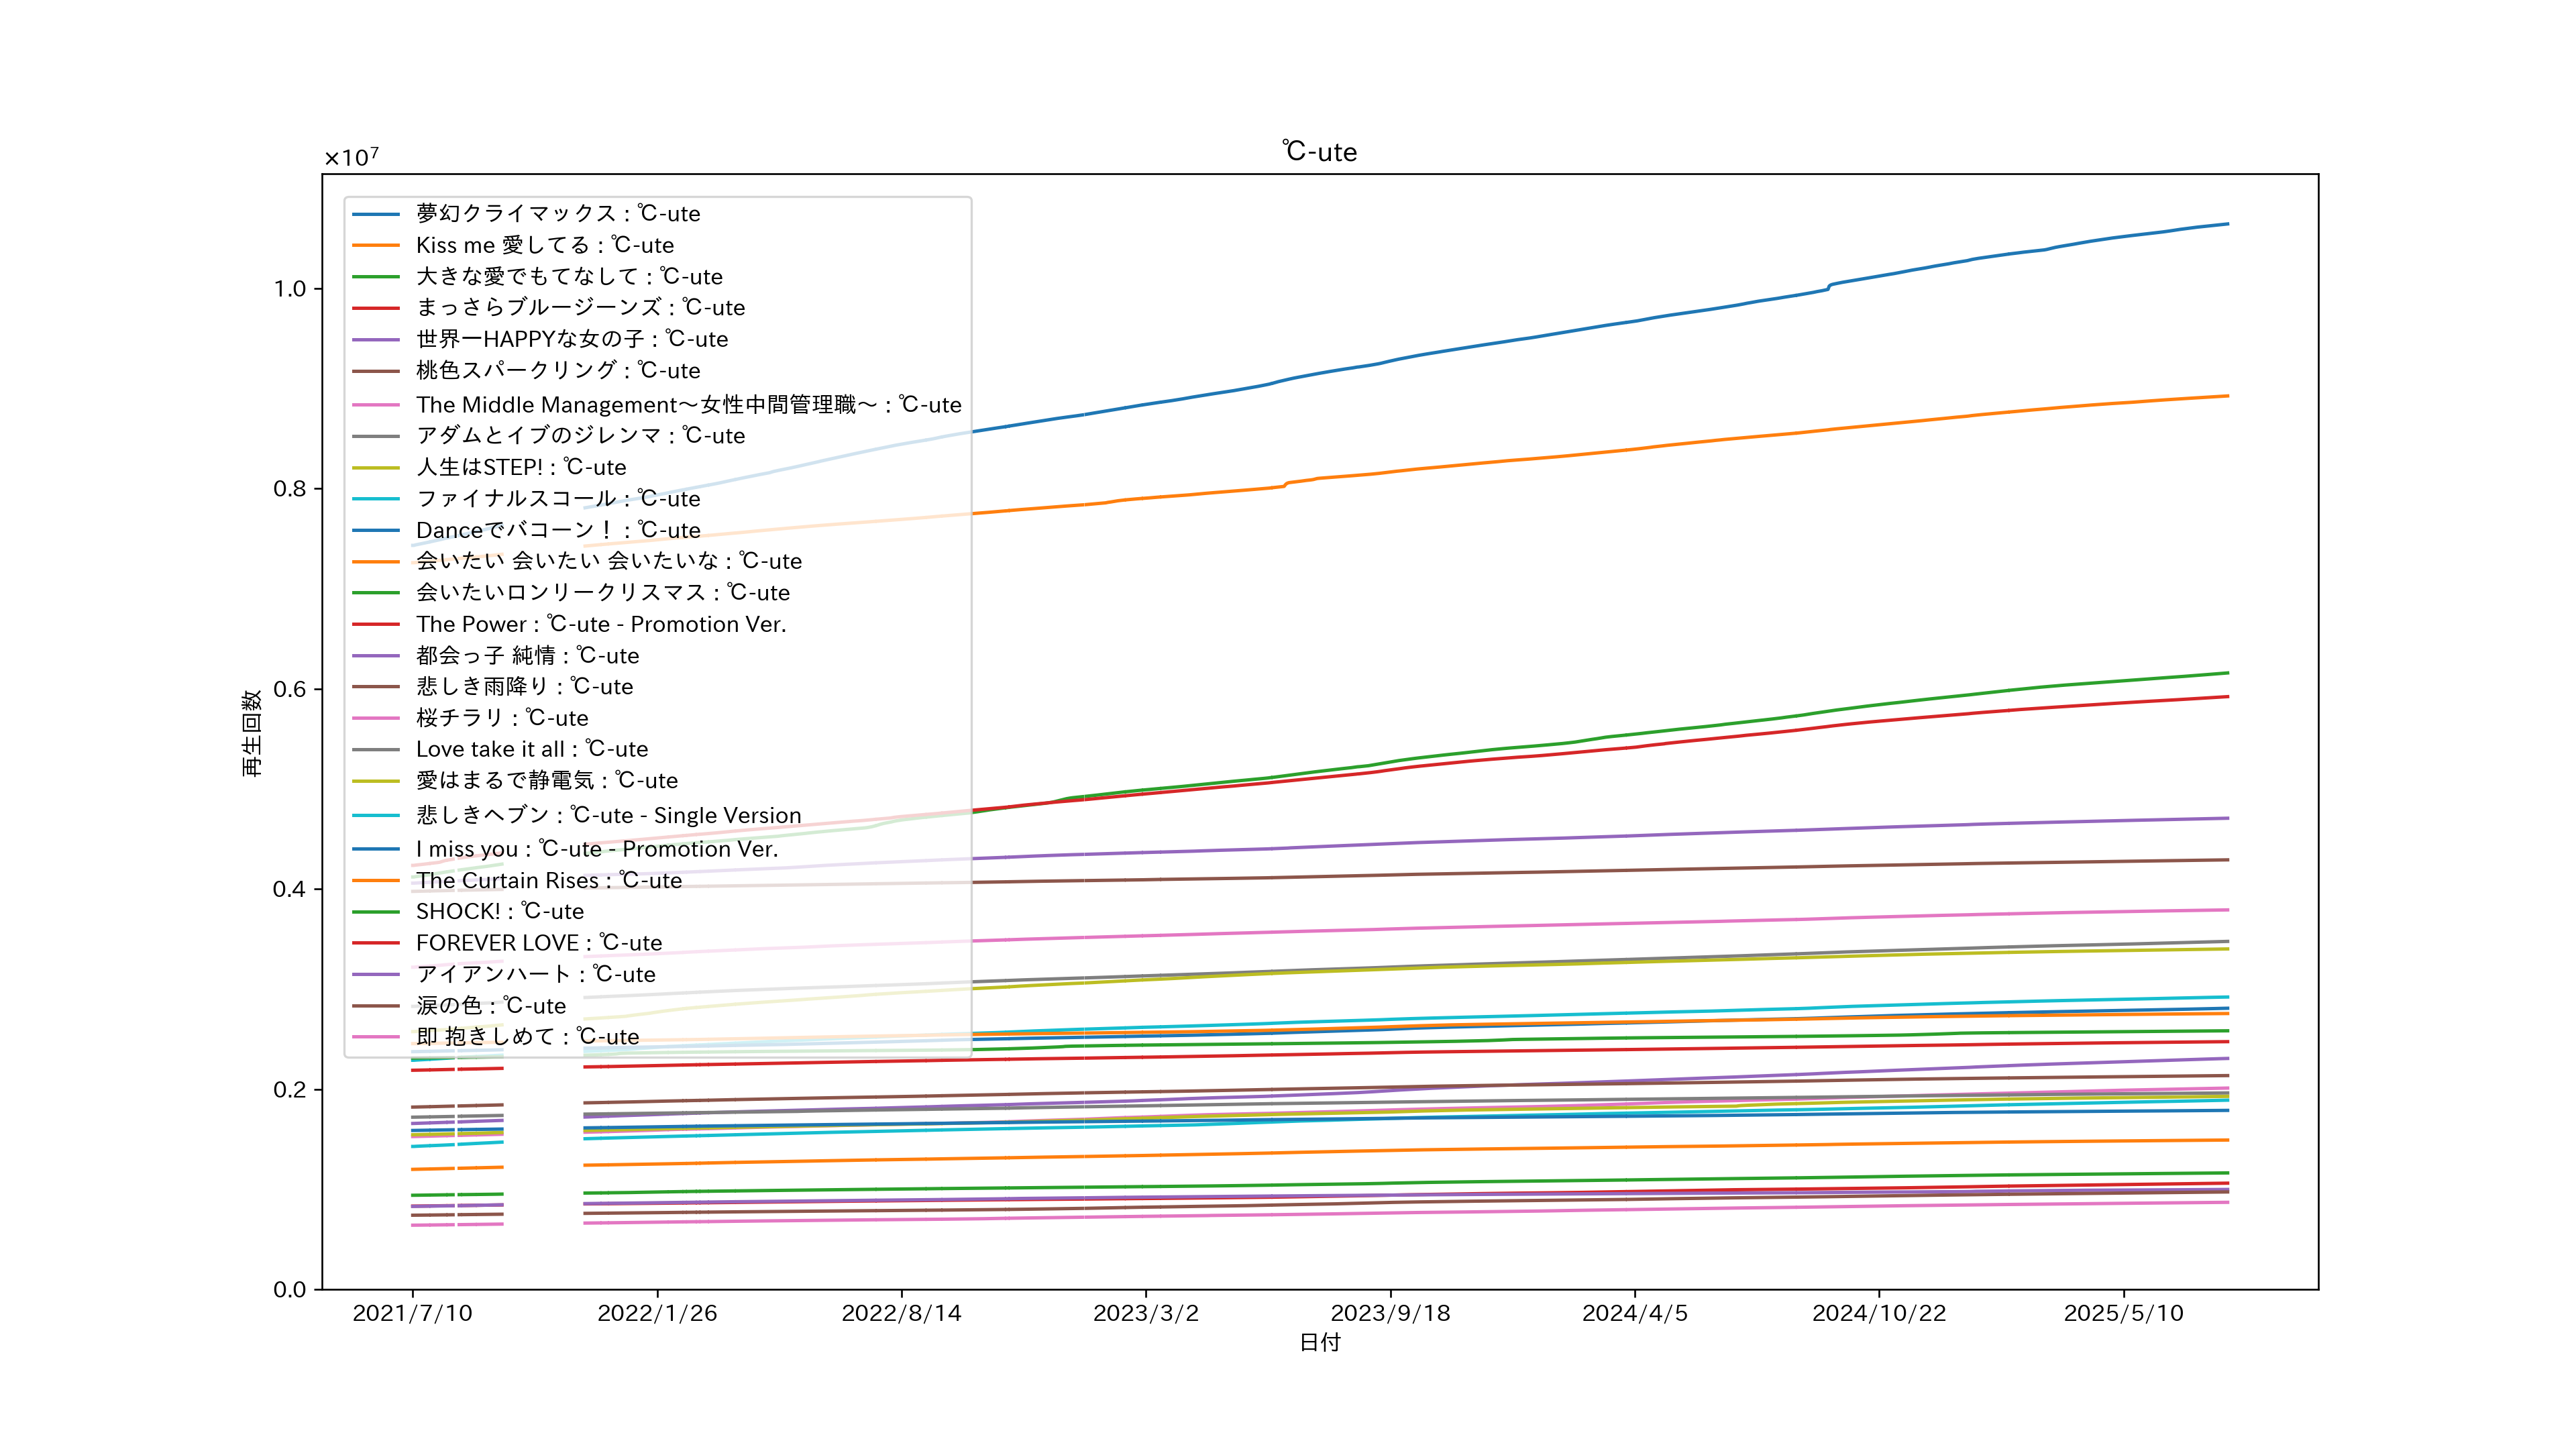 ℃-ute
×10⁷
夢幻クライマックス : ℃-ute
Kiss me 愛してる : ℃-ute
大きな愛でもてなして : ℃-ute
まっさらブルージーンズ : ℃-ute
世界一HAPPYな女の子 : ℃-ute
桃色スパークリング : ℃-ute
The Middle Management～女性中間管理職～ : ℃-ute
アダムとイブのジレンマ : ℃-ute
人生はSTEP! : ℃-ute
ファイナルスコール : ℃-ute
Danceでバコーン！ : ℃-ute
会いたい 会いたい 会いたいな : ℃-ute
会いたいロンリークリスマス : ℃-ute
The Power : ℃-ute - Promotion Ver.
都会っ子 純情 : ℃-ute
悲しき雨降り : ℃-ute
桜チラリ : ℃-ute
Love take it all : ℃-ute
愛はまるで静電気 : ℃-ute
悲しきヘブン : ℃-ute - Single Version
I miss you : ℃-ute - Promotion Ver.
The Curtain Rises : ℃-ute
SHOCK! : ℃-ute
FOREVER LOVE : ℃-ute
アイアンハート : ℃-ute
涙の色 : ℃-ute
即 抱きしめて : ℃-ute
1.0
0.8
0.6
0.4
0.2
0.0
再生回数
2021/7/10 2022/1/26 2022/8/14 2023/3/2 2023/9/18 2024/4/5 2024/10/22 2025/5/10
日付